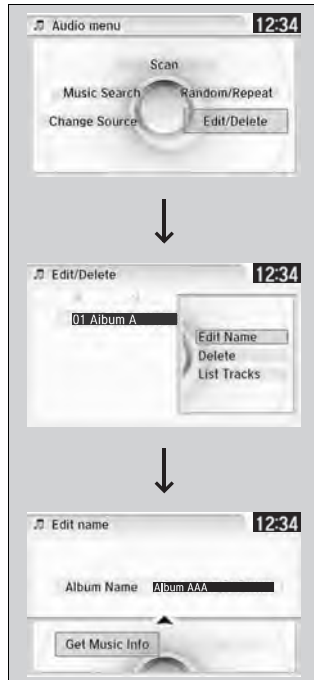 Audio menu 12:34
Scan
Music Search Random/Repeat
Change Source Edit/Delete
Edit/Delete 12:34
01 Aibum A
Edit Name
Delete
List Tracks
Edit name 12:34
Album Name Album AAA
Get Music Info